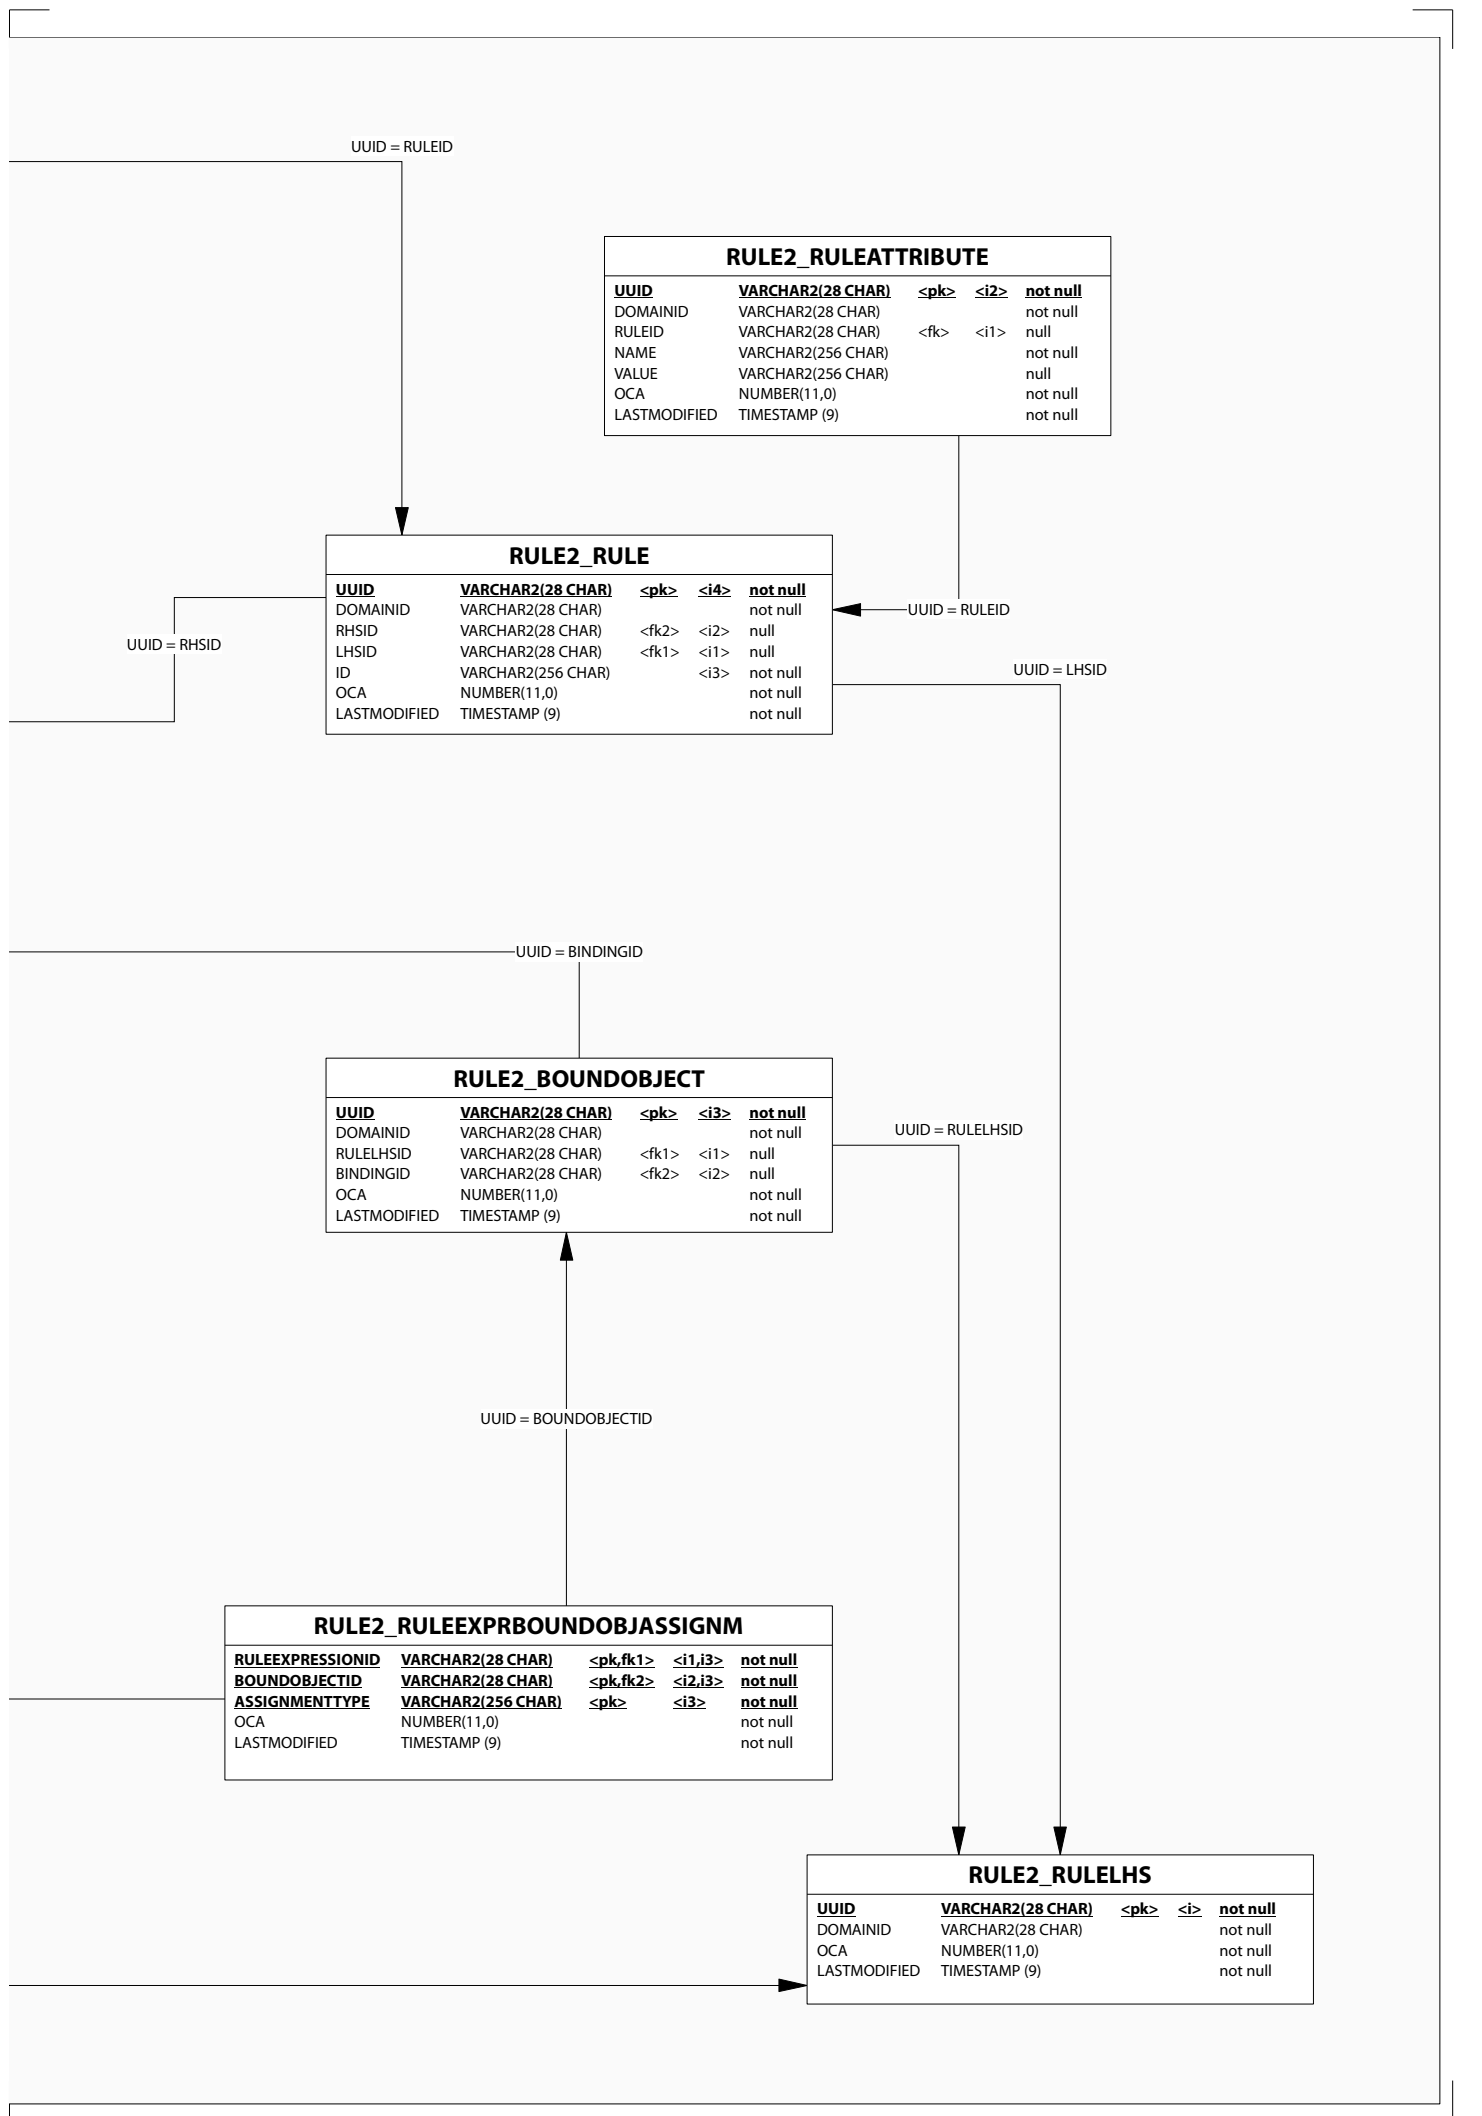 UUID = RULEID
RULE2_RULEATTRIBUTE
UUID VARCHAR2(28 CHAR) <pk> <i2> not null
DOMAINID VARCHAR2(28 CHAR) not null
RULEID VARCHAR2(28 CHAR) <fk> <i1> null
NAME VARCHAR2(256 CHAR) not null
VALUE VARCHAR2(256 CHAR) null
OCA NUMBER(11,0) not null
LASTMODIFIED TIMESTAMP (9) not null
RULE2_RULE
UUID VARCHAR2(28 CHAR) <pk> <i4> not null
DOMAINID VARCHAR2(28 CHAR) not null
RHSID VARCHAR2(28 CHAR) <fk2> <i2> null
LHSID VARCHAR2(28 CHAR) <fk1> <i1> null
ID VARCHAR2(256 CHAR) <i3> not null
OCA NUMBER(11,0) not null
LASTMODIFIED TIMESTAMP (9) not null
UUID = RULEID
UUID = RHSID
UUID = LHSID
UUID = BINDINGID
RULE2_BOUNDOBJECT
UUID VARCHAR2(28 CHAR) <pk> <i3> not null
DOMAINID VARCHAR2(28 CHAR) not null
RULELHSID VARCHAR2(28 CHAR) <fk1> <i1> null
BINDINGID VARCHAR2(28 CHAR) <fk2> <i2> null
OCA NUMBER(11,0) not null
LASTMODIFIED TIMESTAMP (9) not null
UUID = RULELHSID
UUID = BOUNDOBJECTID
RULE2_RULEEXPRBOUNDOBJASSIGNM
RULEEXPRESSIONID VARCHAR2(28 CHAR) <pk,fk1> <i1,i3> not null
BOUNDOBJECTID VARCHAR2(28 CHAR) <pk,fk2> <i2,i3> not null
ASSIGNMENTTYPE VARCHAR2(256 CHAR) <pk> <i3> not null
OCA NUMBER(11,0) not null
LASTMODIFIED TIMESTAMP (9) not null
RULE2_RULELHS
UUID VARCHAR2(28 CHAR) <pk> <i> not null
DOMAINID VARCHAR2(28 CHAR) not null
OCA NUMBER(11,0) not null
LASTMODIFIED TIMESTAMP (9) not null